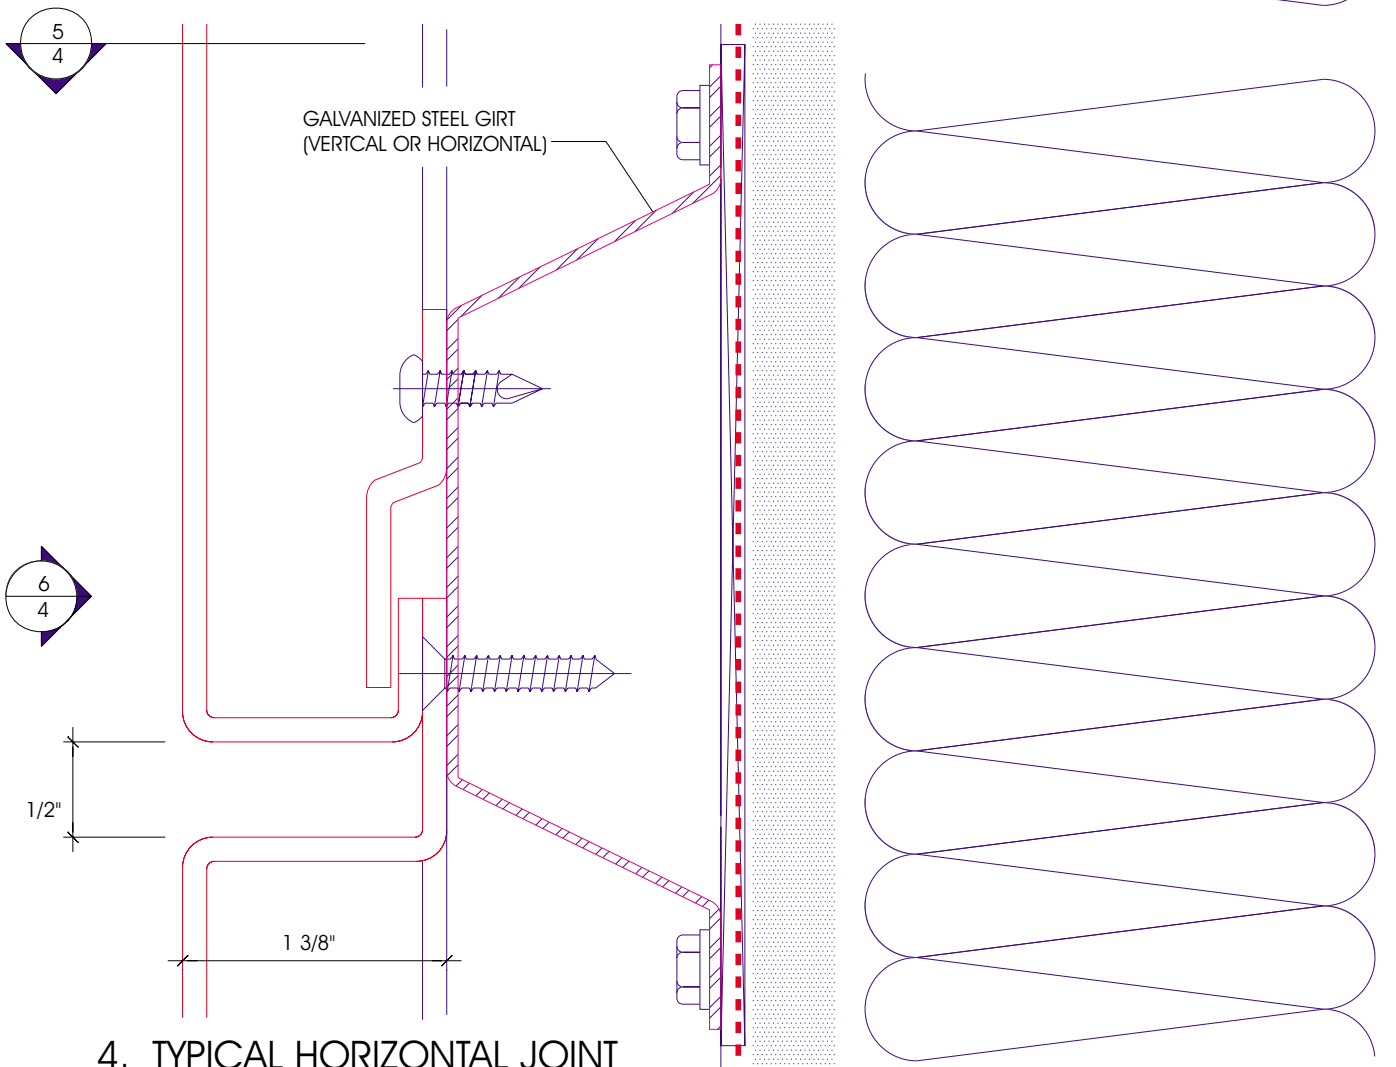 5
4
GALVANIZED STEEL GIRT
(VERTCAL OR HORIZONTAL)
6
4
1/2"
1 3/8"
4. TYPICAL HORIZONTAL JOINT